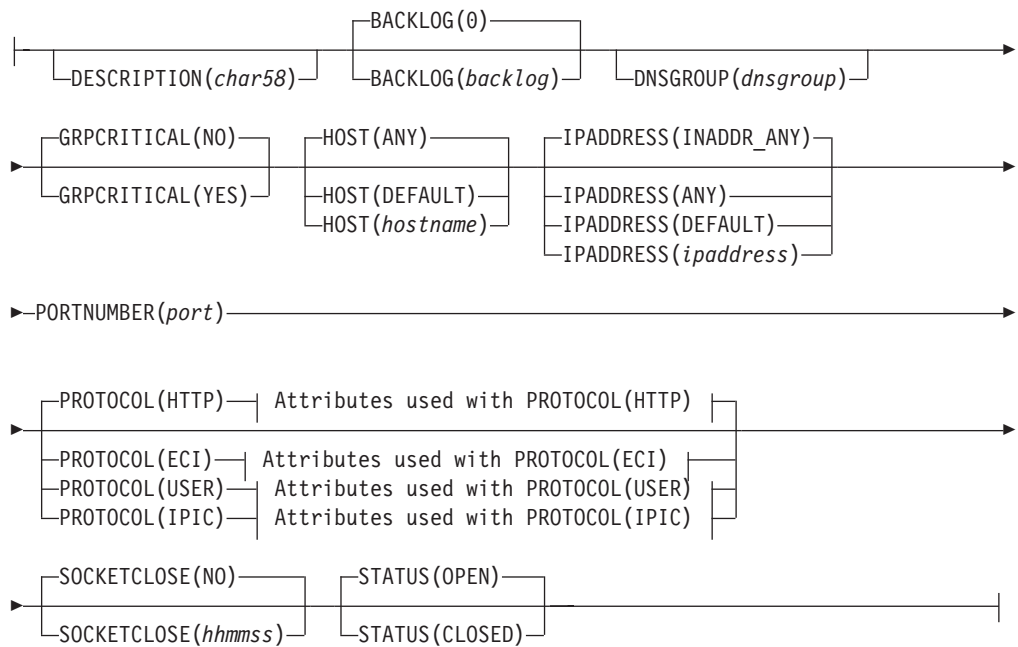 BACKLOG(0)
DESCRIPTION(char58) BACKLOG(backlog) DNSGROUP(dnsgroup)
GRPCRITICAL(NO) HOST(ANY) IPADDRESS(INADDR_ANY)
GRPCRITICAL(YES) HOST(DEFAULT) IPADDRESS(ANY)
HOST(hostname) IPADDRESS(DEFAULT)
IPADDRESS(ipaddress)
PORTNUMBER(port)
PROTOCOL(HTTP) Attributes used with PROTOCOL(HTTP)
PROTOCOL(ECI) Attributes used with PROTOCOL(ECI)
PROTOCOL(USER) Attributes used with PROTOCOL(USER)
PROTOCOL(IPIC) Attributes used with PROTOCOL(IPIC)
SOCKETCLOSE(NO) STATUS(OPEN)
SOCKETCLOSE(hhmmss) STATUS(CLOSED)